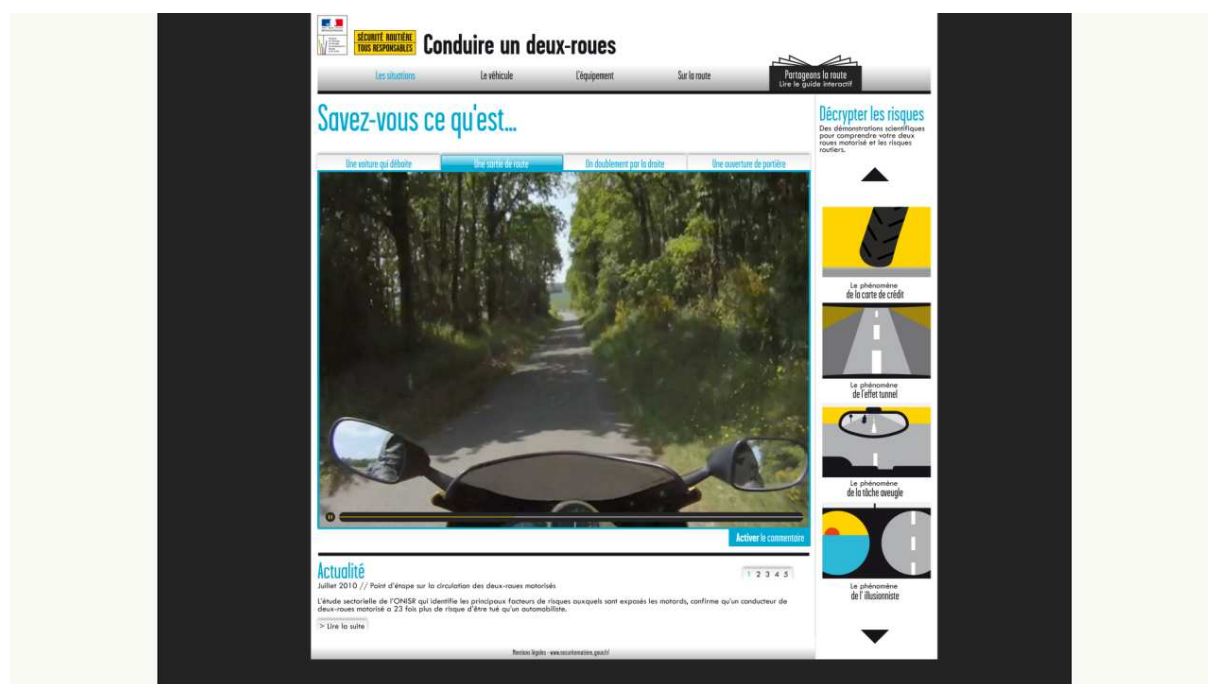 SÉCURITÉ ROUTIÈRE
TOUS RESPONSABLES
Conduire un deux-roues
Les situations
Le véhicule
L'équipement
Sur la route
Partageons la route
Lire le guide interactif
Savez-vous ce qu'est...
Une voiture qui déboîte
Une sortie de route
Un doublement par la droite
Une ouverture de portière
Activer le commentaire
Actualité
Juillet 2010 // Point d'étape sur la circulation des deux-roues motorisés
1 2 3 4 5
L'étude sectorielle de l'ONISR qui identifie les principaux facteurs de risques auxquels sont exposés les motards, confirme qu'un conducteur de
deux-roues motorisé a 23 fois plus de risque d'être tué qu'un automobiliste.
> Lire la suite
Décrypter les risques
Des démonstrations scientifiques
pour comprendre votre deux
roues motorisé et les risques
routiers.
Le phénomène
de la carte de crédit
Le phénomène
de l'effet tunnel
Le phénomène
de la tâche aveugle
Le phénomène
de l'illusionniste
Mentions légales - www.securiteroutiere.gouv.fr